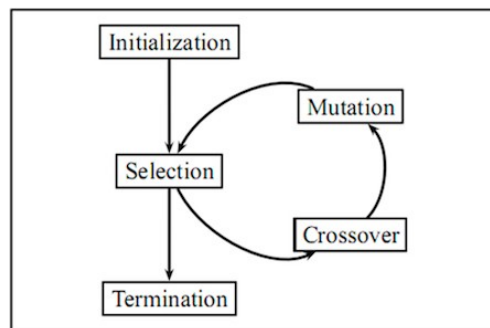 Initialization
Mutation
Selection
Crossover
Termination